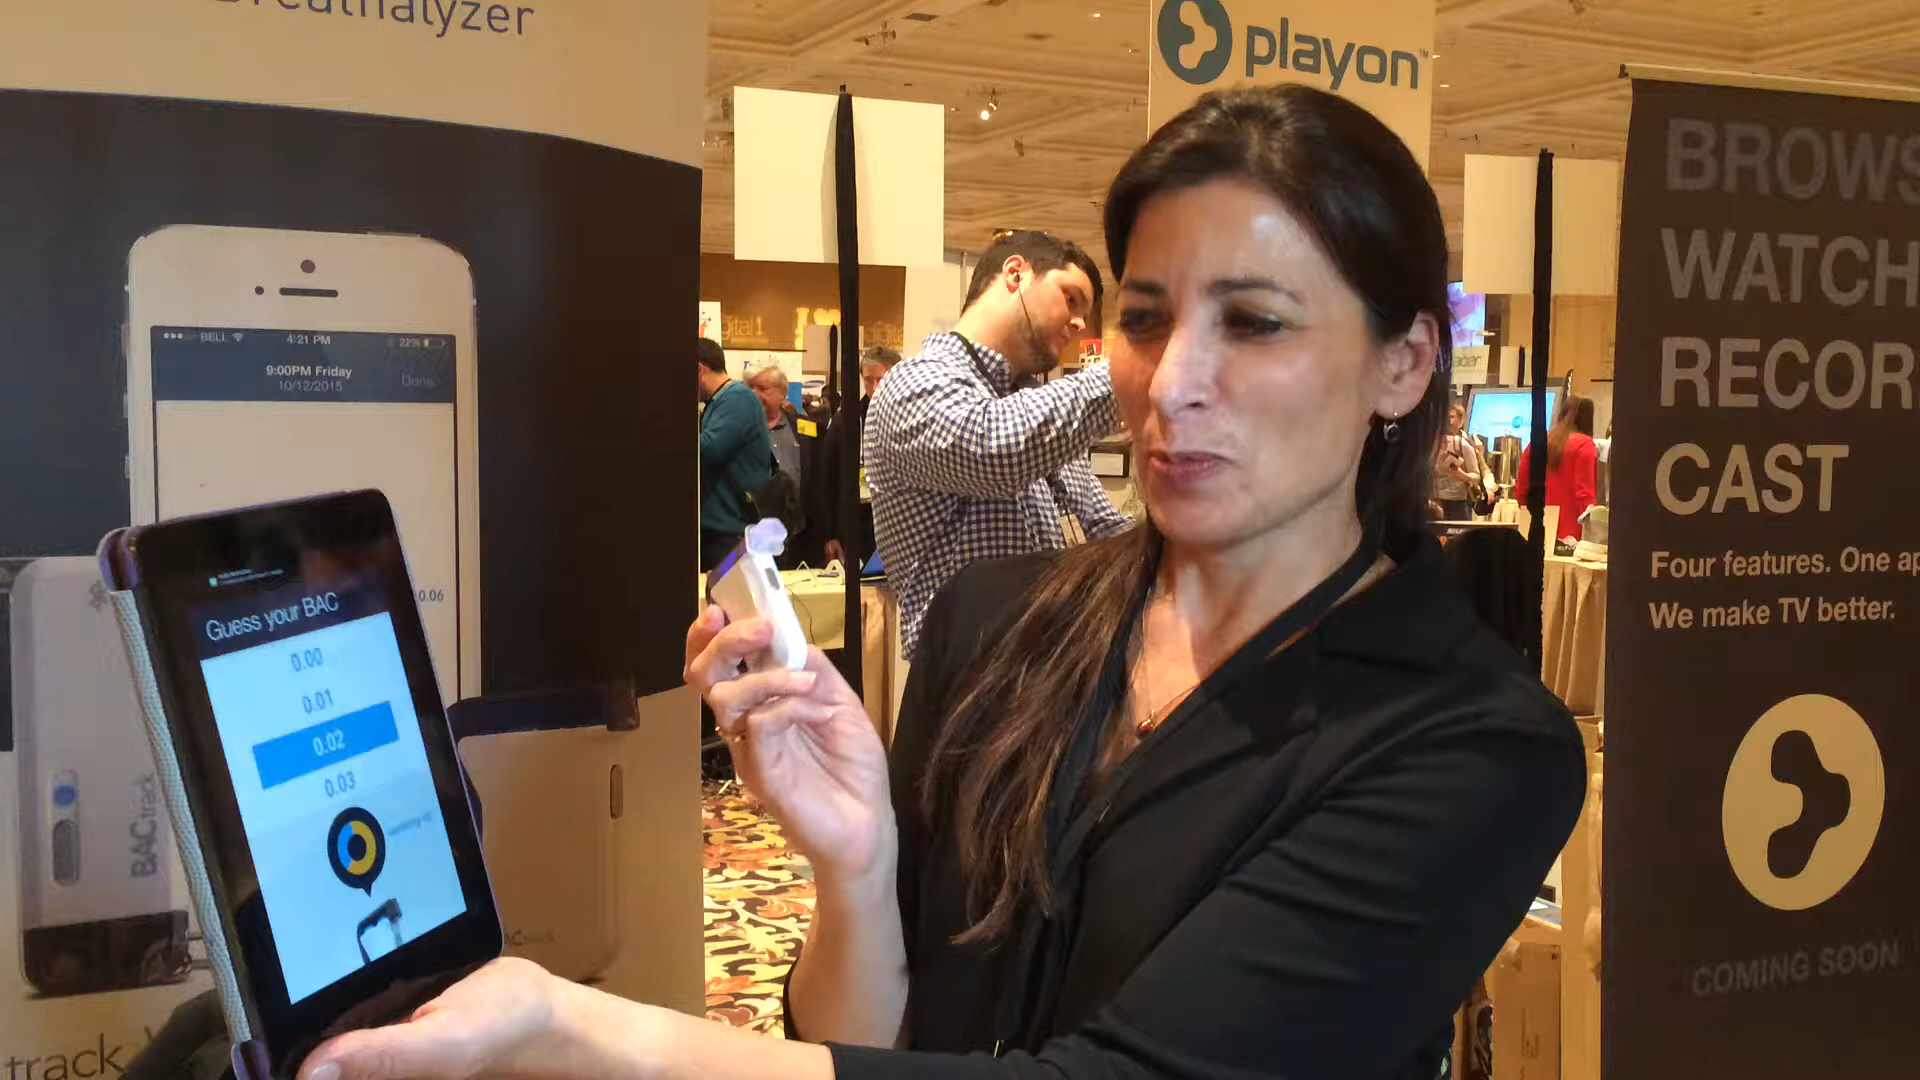 Breathalyzer
playon™
BELL
4:21 PM
22%
9:00PM Friday
10/12/2015
Done
0.06
Guess your BAC
0.00
0.01
0.02
0.03
BACtrack
track
BROWS
WATCH
RECOR
CAST
Four features. One ap
We make TV better.
COMING SOON